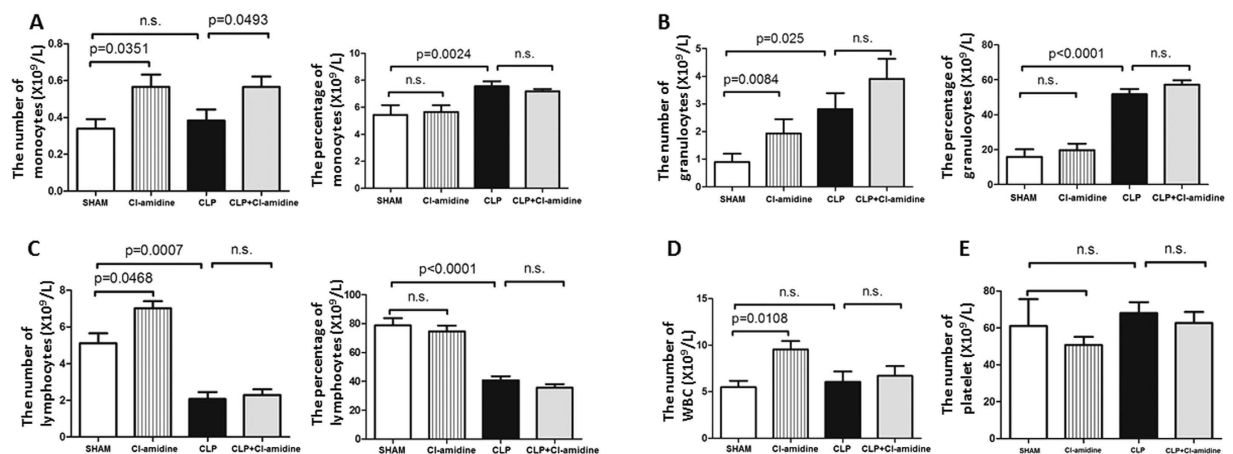 A
n.s.
p=0.0493
p=0.0351
The number of
monocytes (X10⁹/L)
0.8
0.6
0.4
0.2
0.0
SHAM
Cl-amidine
CLP
CLP+Cl-amidine
p=0.0024
n.s.
n.s.
The percentage of
monocytes (X10⁹/L)
10
8
6
4
2
0
SHAM
Cl-amidine
CLP
CLP+Cl-amidine
B
p=0.025
n.s.
p=0.0084
The number of
granulocytes (X10⁹/L)
5
4
3
2
1
0
SHAM
Cl-amidine
CLP
CLP+Cl-amidine
p<0.0001
n.s.
n.s.
The percentage of
granulocytes (X10⁹/L)
80
60
40
20
0
SHAM
Cl-amidine
CLP
CLP+Cl-amidine
C
p=0.0007
n.s.
p=0.0468
The number of
lymphocytes (X10⁹/L)
8
6
4
2
0
SHAM
Cl-amidine
CLP
CLP+Cl-amidine
p<0.0001
n.s.
n.s.
The percentage of
lymphocytes (X10⁹/L)
100
80
60
40
20
0
SHAM
Cl-amidine
CLP
CLP+Cl-amidine
D
n.s.
n.s.
p=0.0108
The number of
WBC (X10⁹/L)
15
10
5
0
SHAM
Cl-amidine
CLP
CLP+Cl-amidine
E
n.s.
n.s.
n.s.
The number of
platelet (X10⁹/L)
80
60
40
20
0
SHAM
Cl-amidine
CLP
CLP+Cl-amidine